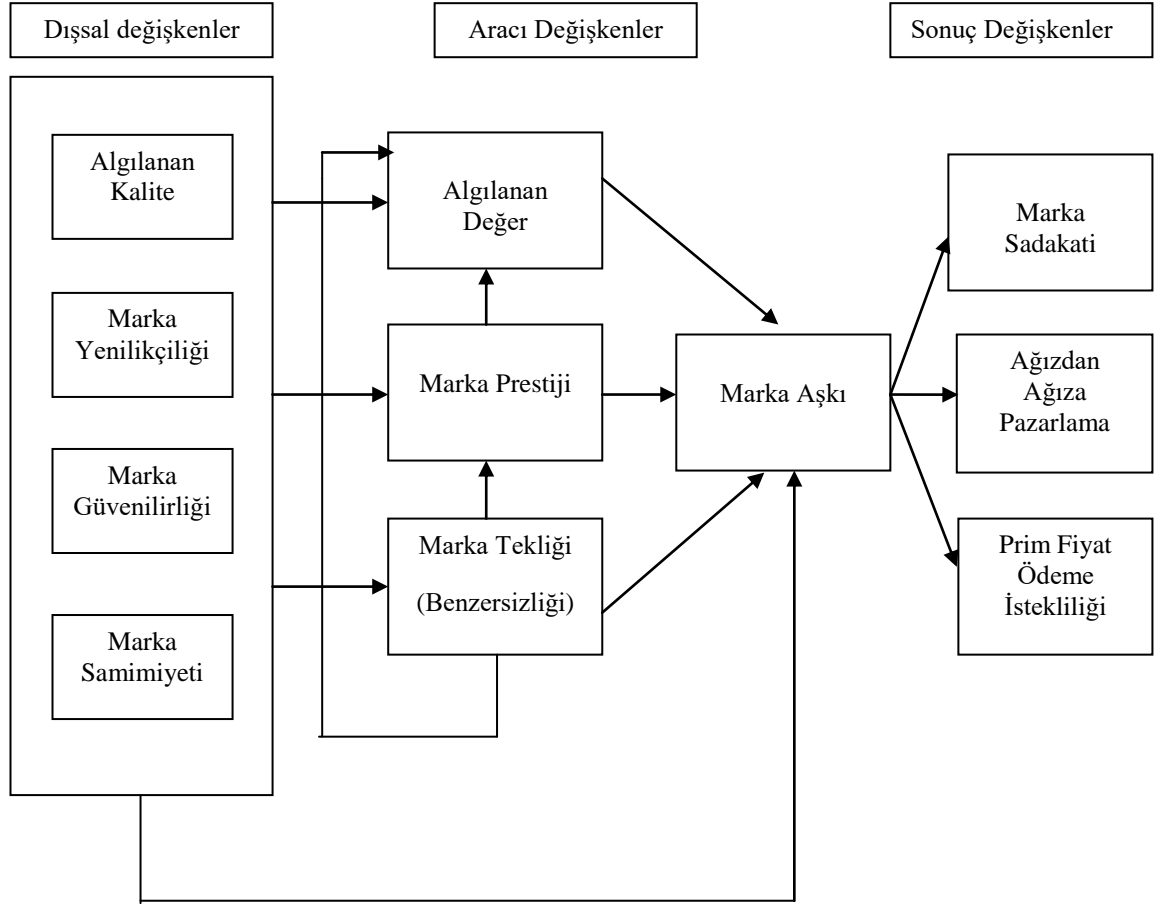 Dışsal değişkenler
Aracı Değişkenler
Sonuç Değişkenler
Algılanan
Kalite
Marka
Yenilikçiliği
Marka
Güvenilirliği
Marka
Samimiyeti
Algılanan
Değer
Marka Prestiji
Marka Tekliği
(Benzersizliği)
Marka Aşkı
Marka
Sadakati
Ağızdan
Ağıza
Pazarlama
Prim Fiyat
Ödeme
İstekliliği